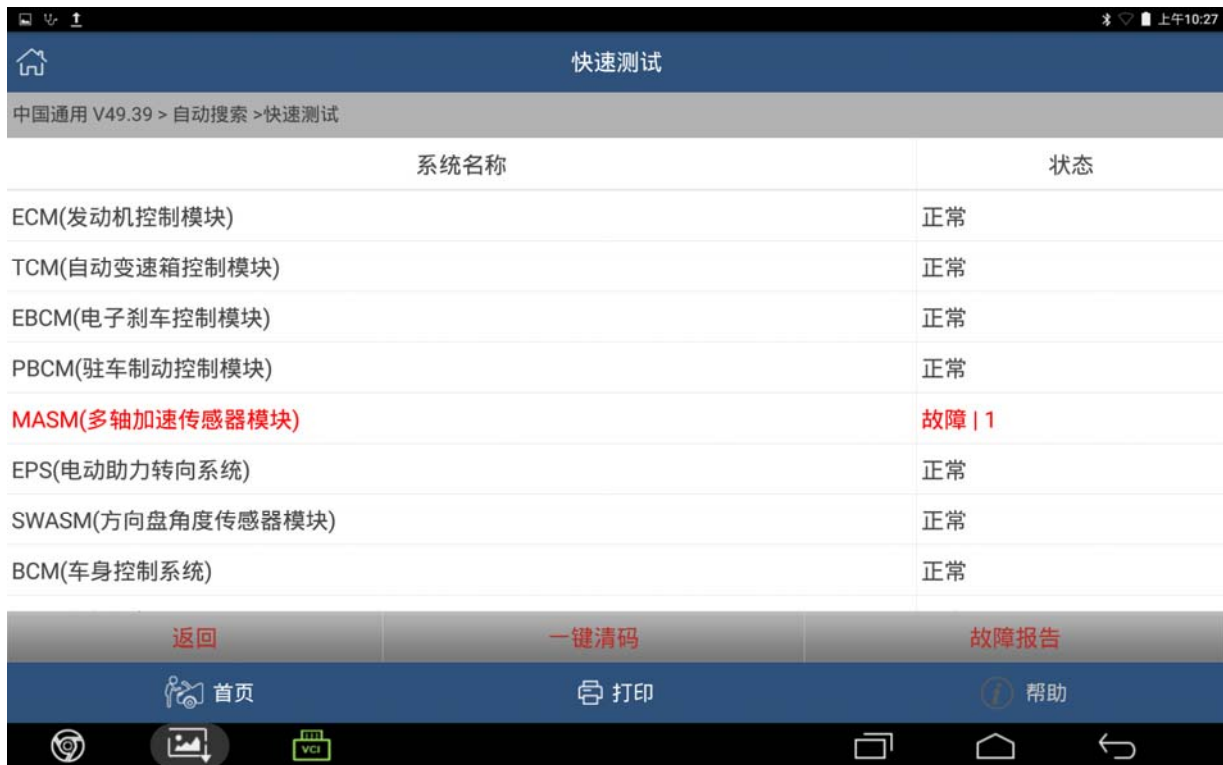 上午10:27
快速测试
中国通用 V49.39 > 自动搜索 >快速测试
系统名称 状态
ECM(发动机控制模块) 正常
TCM(自动变速箱控制模块) 正常
EBCM(电子刹车控制模块) 正常
PBCM(驻车制动控制模块) 正常
MASM(多轴加速传感器模块) 故障 | 1
EPS(电动助力转向系统) 正常
SWASM(方向盘角度传感器模块) 正常
BCM(车身控制系统) 正常
返回 一键清码 故障报告
首页 打印 帮助
VCI